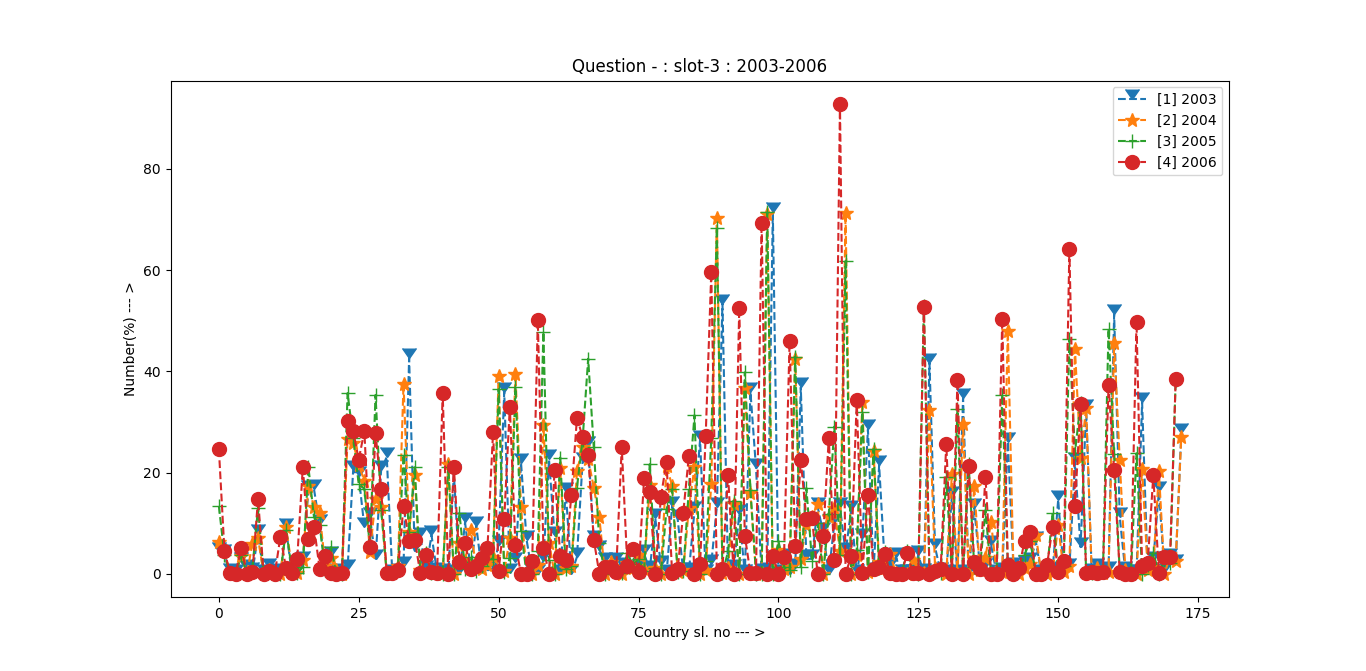 Question - : slot-3 : 2003-2006
[1] 2003
[2] 2004
[3] 2005
[4] 2006
Number(%) --- >
80
60
40
20
0
0 25 50 75 100 125 150 175
Country sl. no --- >